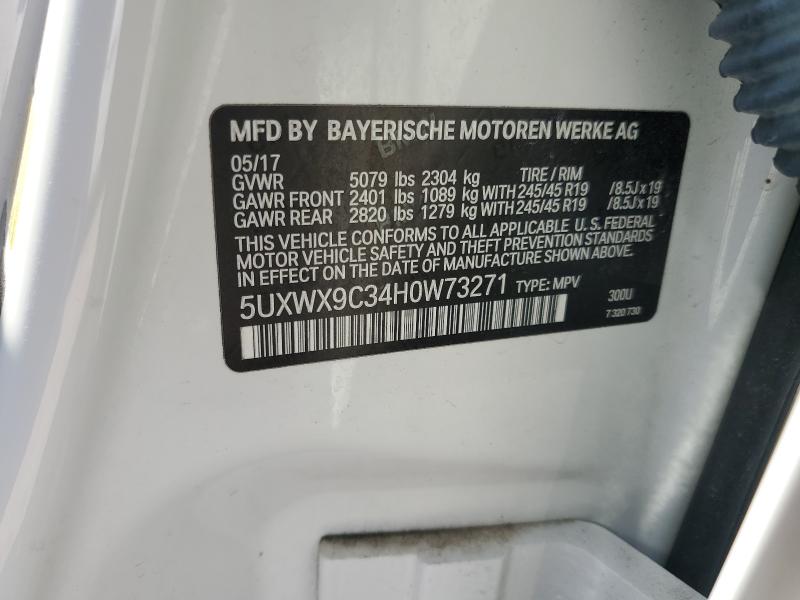 MFD BY BAYERISCHE MOTOREN WERKE AG
05/17
GVWR 5079 lbs 2304 kg TIRE / RIM
GAWR FRONT 2401 lbs 1089 kg WITH 245/45 R19 /8.5J x 19
GAWR REAR 2820 lbs 1279 kg WITH 245/45 R19 /8.5J x 19
THIS VEHICLE CONFORMS TO ALL APPLICABLE U.S. FEDERAL
MOTOR VEHICLE SAFETY AND THEFT PREVENTION STANDARDS
IN EFFECT ON THE DATE OF MANUFACTURE SHOWN ABOVE.
5UXWX9C34H0W73271 TYPE: MPV 300U
7 320 730